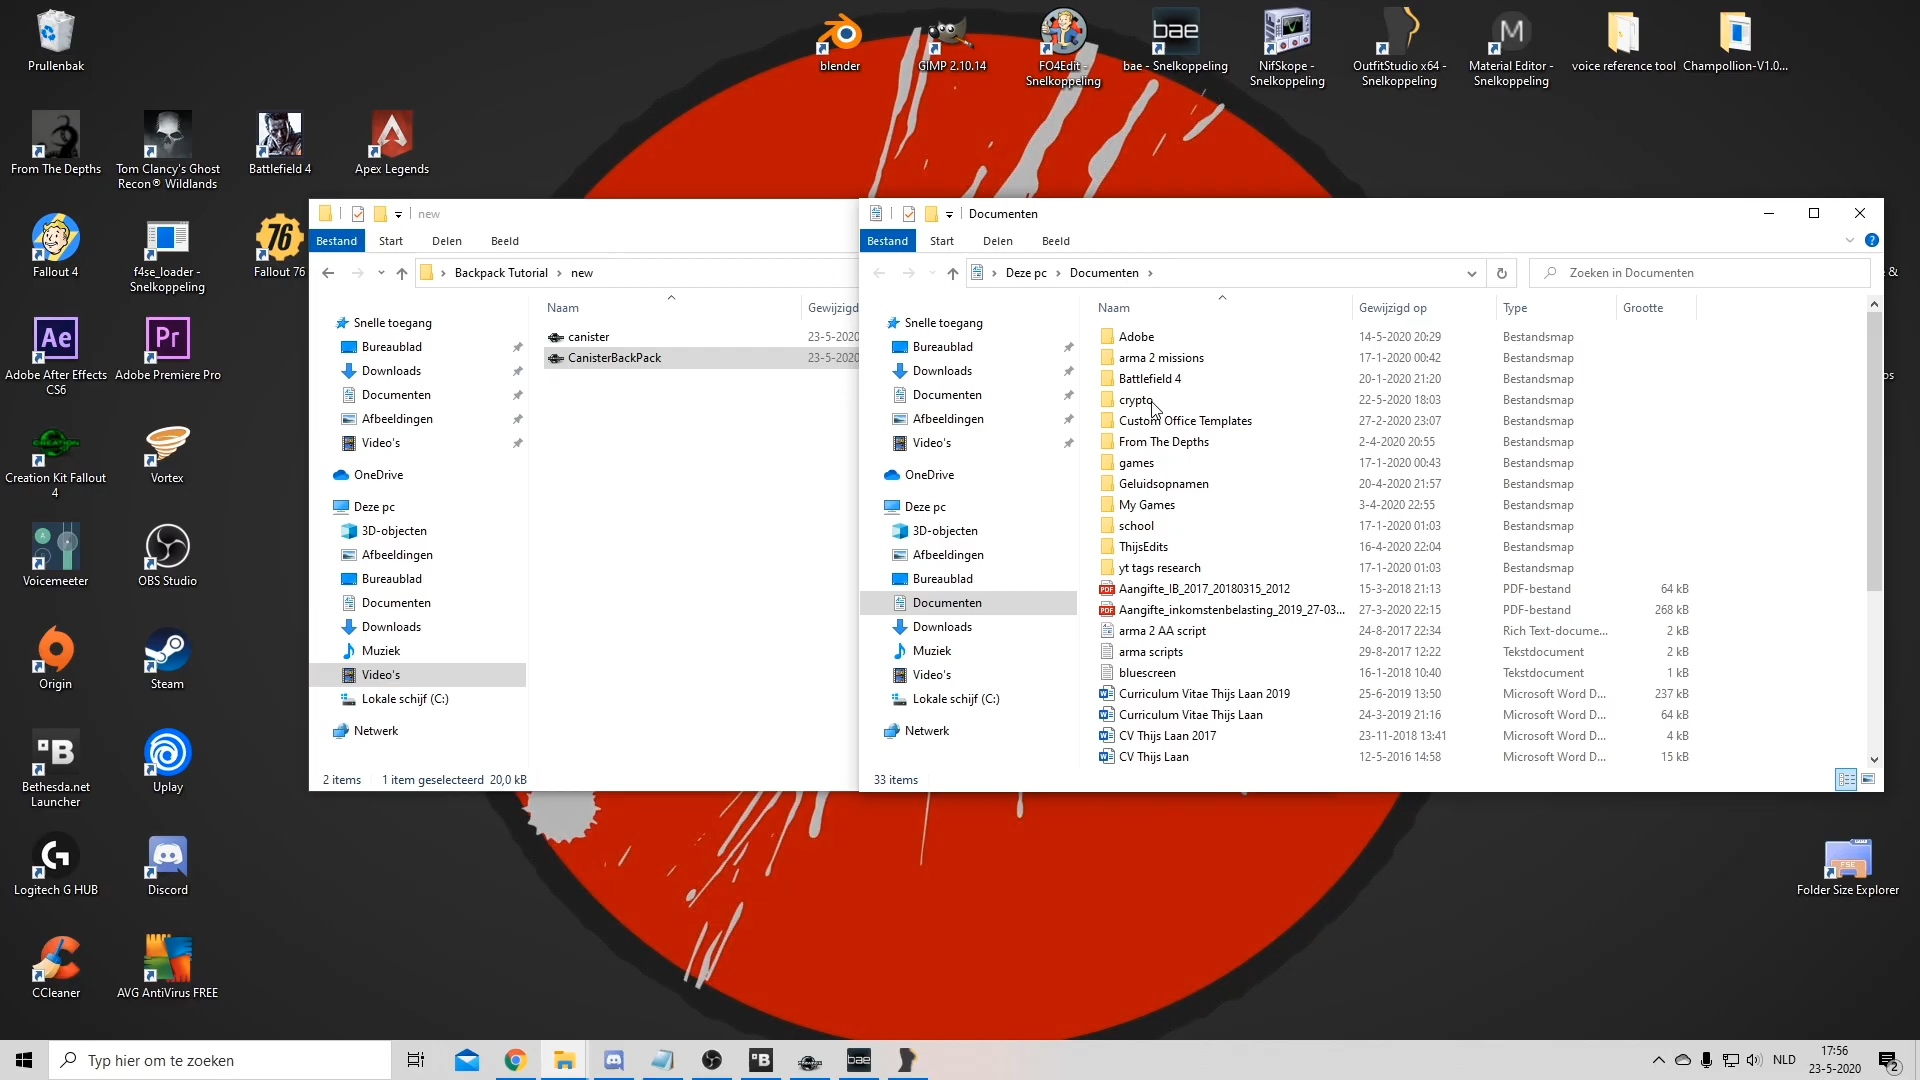 Prullenbak
blender
GIMP 2.10.14
FO4Edit -
Snelkoppeling
bae
bae - Snelkoppeling
NifSkope -
Snelkoppeling
OutfitStudio x64 -
Snelkoppeling
M
Material Editor -
Snelkoppeling
voice reference tool
Champollion-V1.0...
From The Depths
Tom Clancy's Ghost
Recon® Wildlands
Battlefield 4
Apex Legends
Fallout 4
f4se_loader -
Snelkoppeling
76
Fallout 76
Ae
Adobe After Effects
CS6
Pr
Adobe Premiere Pro
CREATION
Creation Kit Fallout
4
Vortex
Voicemeeter
OBS Studio
Origin
Steam
B
Bethesda.net
Launcher
Uplay
G
Logitech G HUB
Discord
CCleaner
AVG AntiVirus FREE
FSE
Folder Size Explorer
new
Bestand
Start
Delen
Beeld
Backpack Tutorial > new
Naam
Gewijzigd
Snelle toegang
Bureaublad
Downloads
Documenten
Afbeeldingen
Video's
OneDrive
Deze pc
3D-objecten
Afbeeldingen
Bureaublad
Documenten
Downloads
Muziek
Video's
Lokale schijf (C:)
Netwerk
canister 23-5-2020
CanisterBackPack 23-5-2020
2 items 1 item geselecteerd 20,0 kB
Documenten
Bestand
Start
Delen
Beeld
Deze pc > Documenten >
Zoeken in Documenten
Naam
Gewijzigd op
Type
Grootte
Snelle toegang
Bureaublad
Downloads
Documenten
Afbeeldingen
Video's
OneDrive
Deze pc
3D-objecten
Afbeeldingen
Bureaublad
Documenten
Downloads
Muziek
Video's
Lokale schijf (C:)
Netwerk
Adobe 14-5-2020 20:29 Bestandsmap
arma 2 missions 17-1-2020 00:42 Bestandsmap
Battlefield 4 20-1-2020 21:20 Bestandsmap
crypto 22-5-2020 18:03 Bestandsmap
Custom Office Templates 27-2-2020 23:07 Bestandsmap
From The Depths 2-4-2020 20:55 Bestandsmap
games 17-1-2020 00:43 Bestandsmap
Geluidsopnamen 20-4-2020 21:57 Bestandsmap
My Games 3-4-2020 22:55 Bestandsmap
school 17-1-2020 01:03 Bestandsmap
ThijsEdits 16-4-2020 22:04 Bestandsmap
yt tags research 17-1-2020 01:03 Bestandsmap
Aangifte_IB_2017_20180315_2012 15-3-2018 21:13 PDF-bestand 64 kB
Aangifte_inkomstenbelasting_2019_27-03... 27-3-2020 22:15 PDF-bestand 268 kB
arma 2 AA script 24-8-2017 22:34 Rich Text-docume... 2 kB
arma scripts 29-8-2017 12:22 Tekstdocument 2 kB
bluescreen 16-1-2018 10:40 Tekstdocument 1 kB
Curriculum Vitae Thijs Laan 2019 25-6-2019 13:50 Microsoft Word D... 237 kB
Curriculum Vitae Thijs Laan 24-3-2019 21:16 Microsoft Word D... 64 kB
CV Thijs Laan 2017 23-11-2018 13:41 Microsoft Word D... 4 kB
CV Thijs Laan 12-5-2016 14:58 Microsoft Word D... 15 kB
33 items
Typ hier om te zoeken
B
bae
NLD
17:56
23-5-2020
2